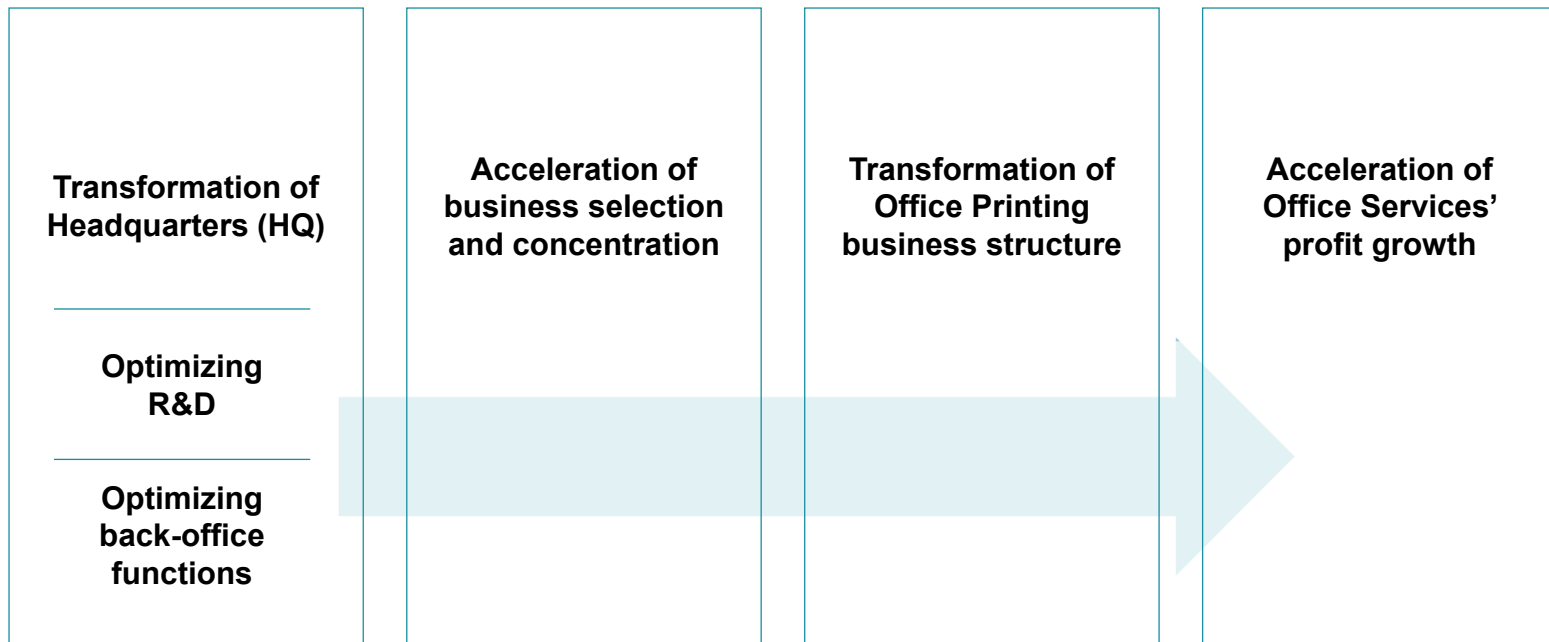 Transformation of
Headquarters (HQ)
Optimizing
R&D
Optimizing
back-office
functions
Acceleration of
business selection
and concentration
Transformation of
Office Printing
business structure
Acceleration of
Office Services’
profit growth